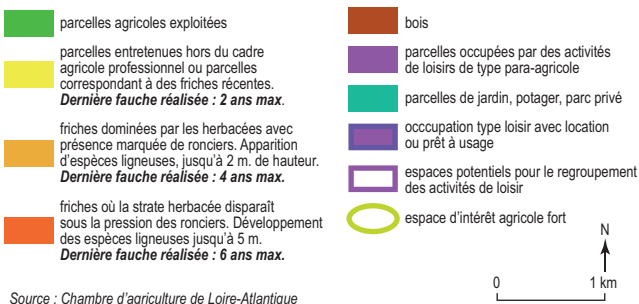 parcelles agricoles exploitées
parcelles entretenues hors du cadre
agricole professionnel ou parcelles
correspondant à des friches récentes.
Dernière fauche réalisée : 2 ans max.
friches dominées par les herbacées avec
présence marquée de ronciers. Apparition
d'espèces ligneuses, jusqu'à 2 m. de hauteur.
Dernière fauche réalisée : 4 ans max.
friches où la strate herbacée disparaît
sous la pression des ronciers. Développement
des espèces ligneuses jusqu'à 5 m.
Dernière fauche réalisée : 6 ans max.
Source : Chambre d'agriculture de Loire-Atlantique
bois
parcelles occupées par des activités
de loisirs de type para-agricole
parcelles de jardin, potager, parc privé
occcupation type loisir avec location
ou prêt à usage
espaces potentiels pour le regroupement
des activités de loisir
espace d'intérêt agricole fort
N
0 1 km